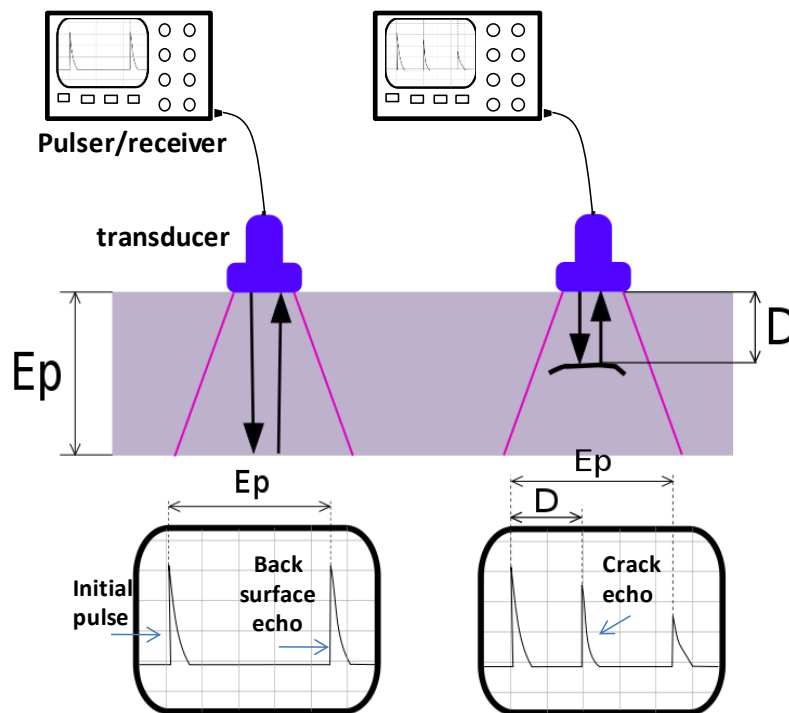 Pulser/receiver
transducer
Ep
D
Ep
Initial
pulse
Back
surface
echo
Ep
D
Crack
echo